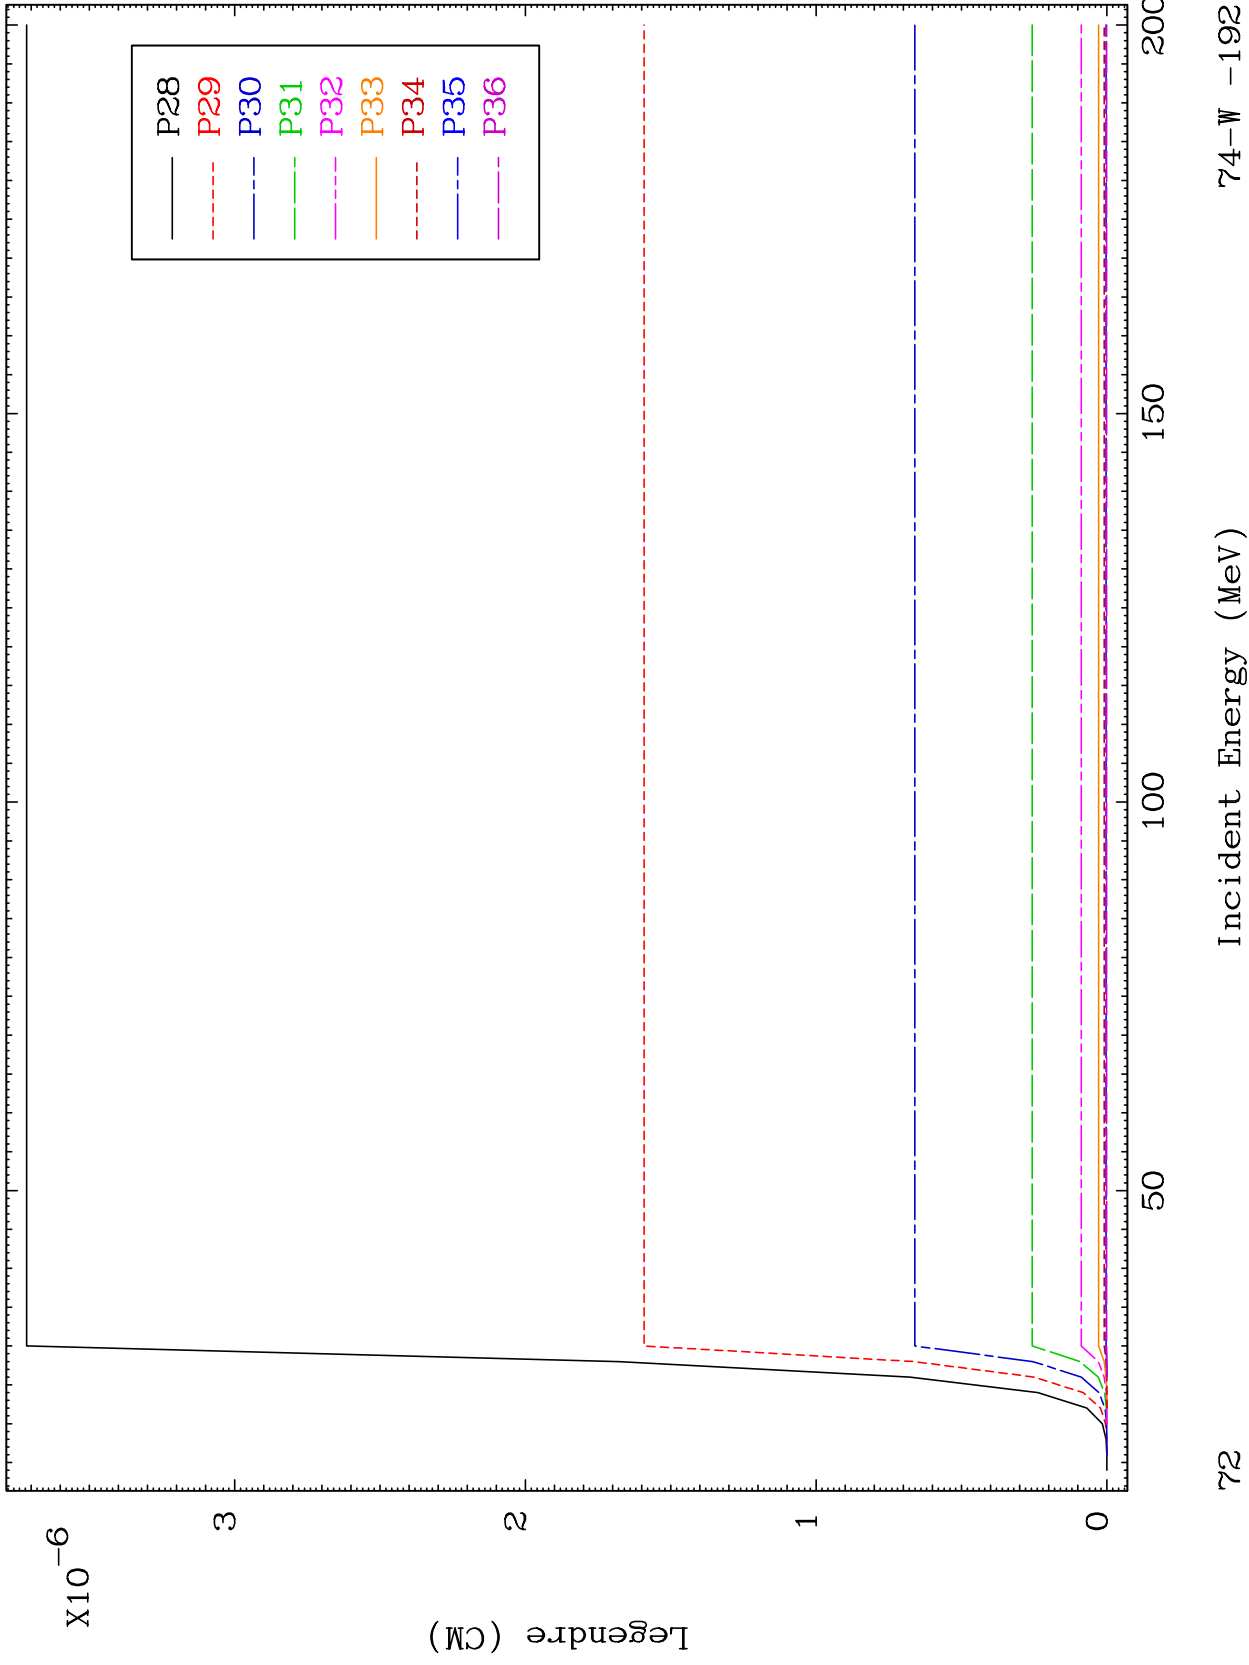 X10
-6
Legendre (CM)
3
2
1
0
P28
P29
P30
P31
P32
P33
P34
P35
P36
50
100
150
200
Incident Energy (MeV)
72
74-W -192